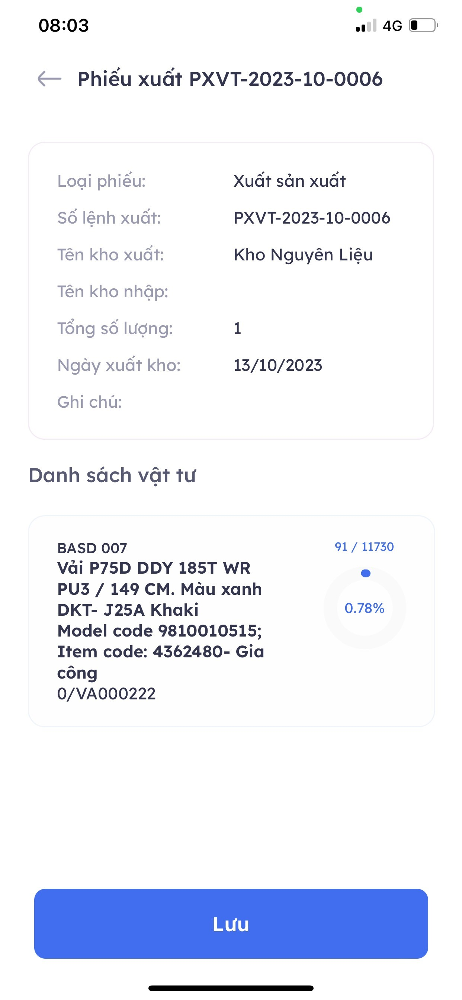 08:03
4G
Phiếu xuất PXVT-2023-10-0006
Loại phiếu: Xuất sản xuất
Số lệnh xuất: PXVT-2023-10-0006
Tên kho xuất: Kho Nguyên Liệu
Tên kho nhập:
Tổng số lượng: 1
Ngày xuất kho: 13/10/2023
Ghi chú:
Danh sách vật tư
BASD 007
Vải P75D DDY 185T WR
PU3 / 149 CM. Màu xanh
DKT- J25A Khaki
Model code 9810010515;
Item code: 4362480- Gia
công
0/VA000222
91 / 11730
0.78%
Lưu